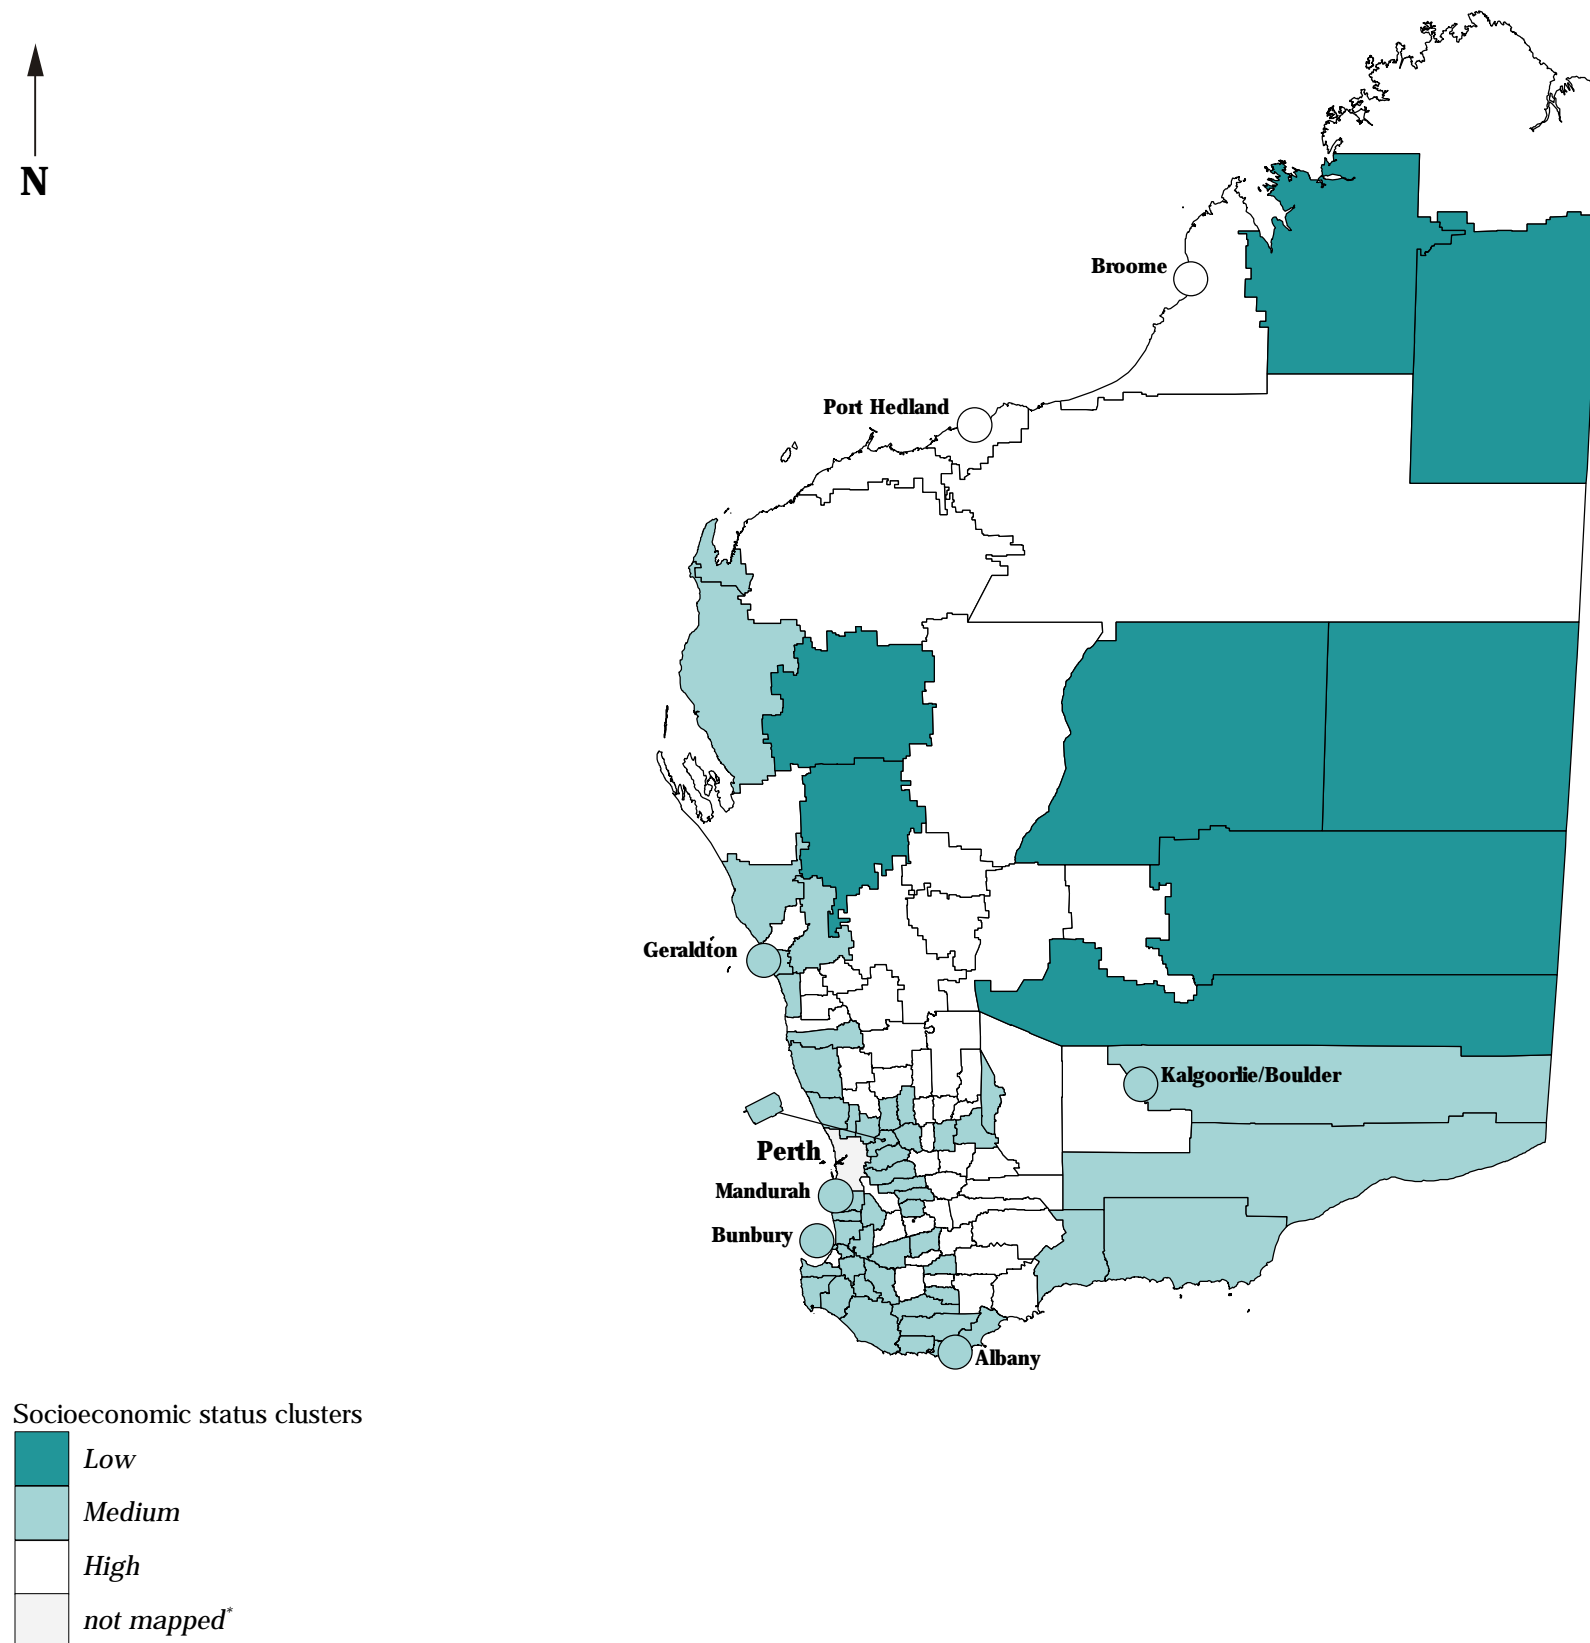 N
Broome
Port Hedland
Geraldton
Kalgoorlie/Boulder
Perth
Mandurah
Bunbury
Albany
Socioeconomic status clusters
Low
Medium
High
not mapped*